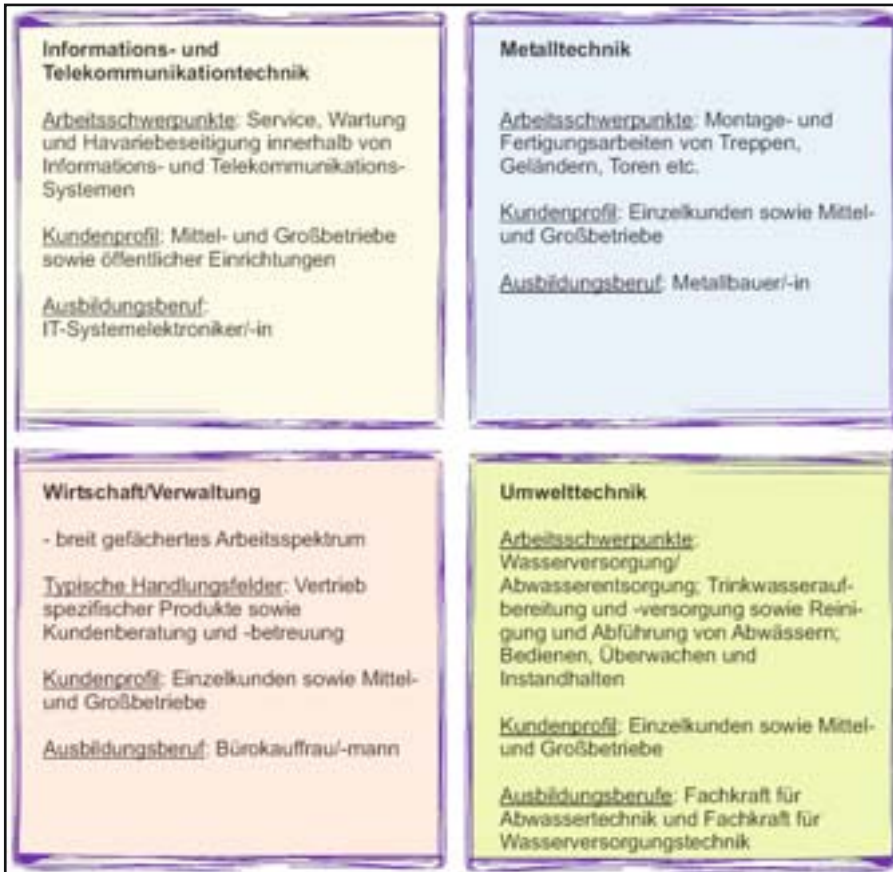 Informations- und
Telekommunikationtechnik
Arbeitsschwerpunkte: Service, Wartung
und Havariebeseitigung innerhalb von
Informations- und Telekommunikations-
Systemen
Kundenprofil: Mittel- und Großbetriebe
sowie öffentlicher Einrichtungen
Ausbildungsberuf:
IT-Systemelektroniker/-in
Metalltechnik
Arbeitsschwerpunkte: Montage- und
Fertigungsarbeiten von Treppen,
Geländern, Toren etc.
Kundenprofil: Einzelkunden sowie Mittel-
und Großbetriebe
Ausbildungsberuf: Metallbauer/-in
Wirtschaft/Verwaltung
- breit gefächertes Arbeitsspektrum
Typische Handlungsfelder: Vertrieb
spezifischer Produkte sowie
Kundenberatung und -betreuung
Kundenprofil: Einzelkunden sowie Mittel-
und Großbetriebe
Ausbildungsberuf: Bürokauffrau/-mann
Umwelttechnik
Arbeitsschwerpunkte:
Wasserversorgung/
Abwasserentsorgung; Trinkwasserauf-
bereitung und -versorgung sowie Reini-
gung und Abführung von Abwässern;
Bedienen, Überwachen und
Instandhalten
Kundenprofil: Einzelkunden sowie Mittel-
und Großbetriebe
Ausbildungsberufe: Fachkraft für
Abwassertechnik und Fachkraft für
Wasserversorgungstechnik